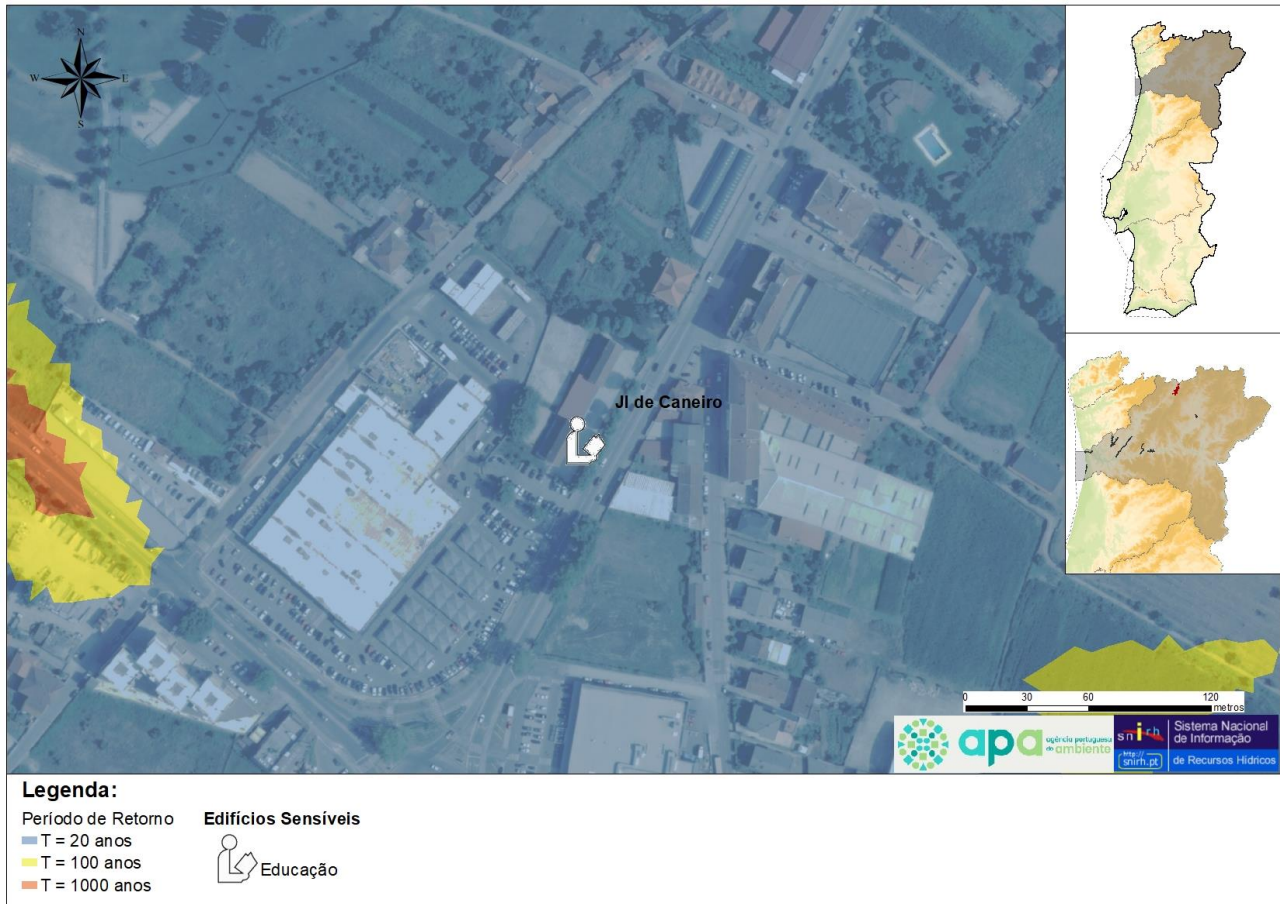 N
W
E
S
JI de Caneiro
0 30 60 120
metros
apa agência portuguesa do ambiente
snirh
http://snirh.pt
Sistema Nacional
de Informação
de Recursos Hídricos
Legenda:
Período de Retorno
T = 20 anos
T = 100 anos
T = 1000 anos
Edifícios Sensíveis
Educação